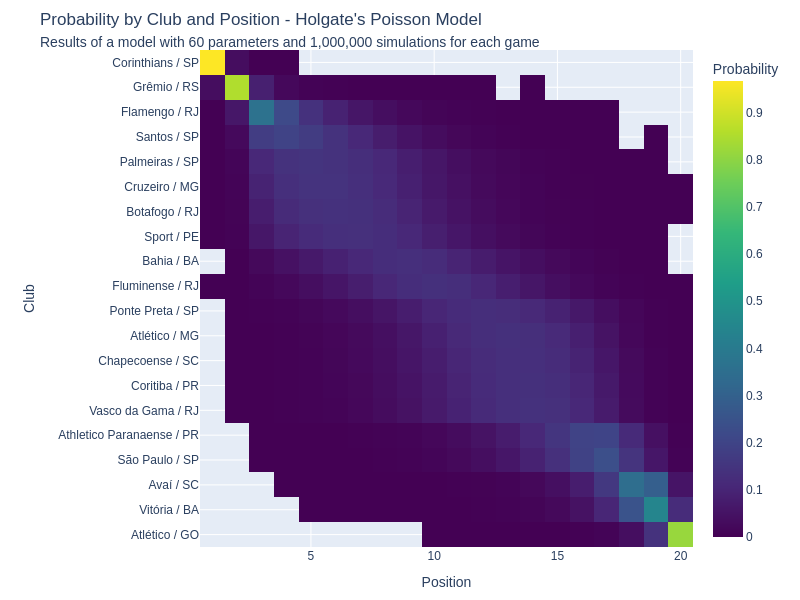 Probability by Club and Position - Holgate's Poisson Model
Results of a model with 60 parameters and 1,000,000 simulations for each game
Probability
Corinthians / SP
Grêmio / RS
Flamengo / RJ
Santos / SP
Palmeiras / SP
Cruzeiro / MG
Botafogo / RJ
Sport / PE
Bahia / BA
Fluminense / RJ
Ponte Preta / SP
Atlético / MG
Chapecoense / SC
Coritiba / PR
Vasco da Gama / RJ
Athletico Paranaense / PR
São Paulo / SP
Avaí / SC
Vitória / BA
Atlético / GO
Club
5
10
15
20
Position
0.9
0.8
0.7
0.6
0.5
0.4
0.3
0.2
0.1
0